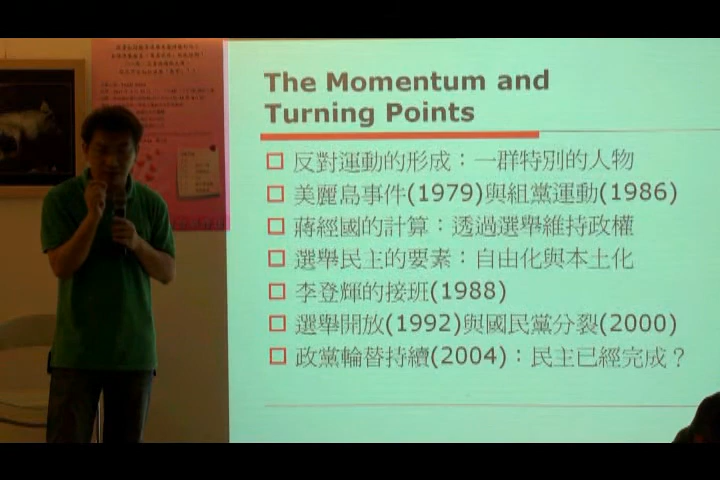 The Momentum and
Turning Points
反對運動的形成：一群特別的人物
美麗島事件(1979)與組黨運動(1986)
蔣經國的計算：透過選舉維持政權
選舉民主的要素：自由化與本土化
李登輝的接班(1988)
選舉開放(1992)與國民黨分裂(2000)
政黨輪替持續(2004)：民主已經完成？